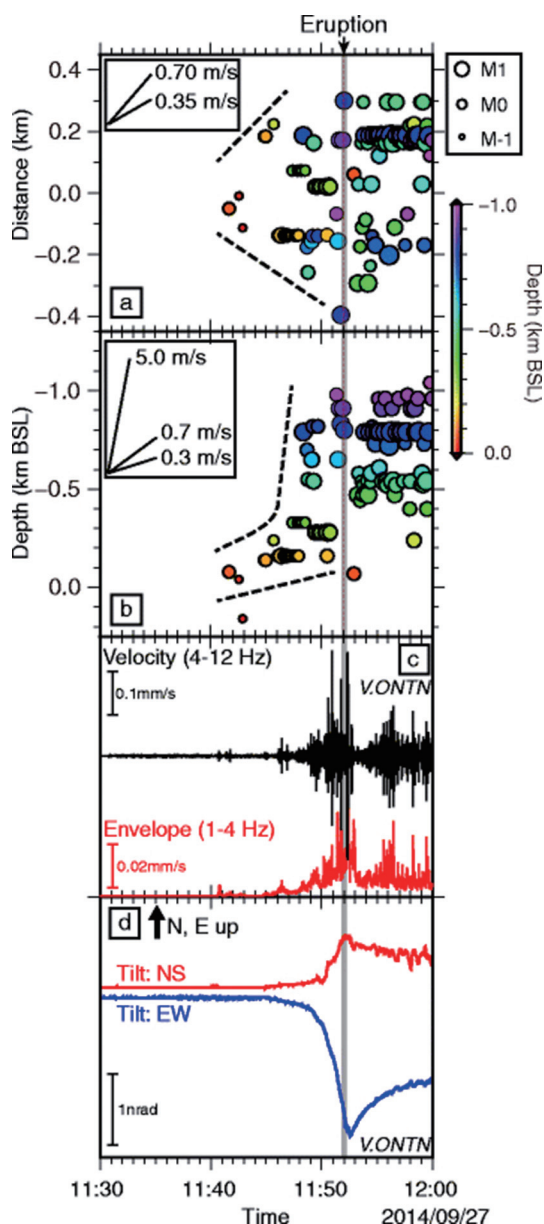 Eruption
0.70 m/s
0.35 m/s
M1
M0
M-1
Distance (km)
0.4
0.2
0.0
-0.2
-0.4
a
Depth (km BSL)
-1.0
-0.5
0.0
5.0 m/s
0.7 m/s
0.3 m/s
Depth (km BSL)
-1.0
-0.5
0.0
b
Velocity (4-12 Hz)
c
V.ONTN
0.1mm/s
Envelope (1-4 Hz)
0.02mm/s
d
N, E up
Tilt: NS
Tilt: EW
1nrad
V.ONTN
11:30 11:40 11:50 12:00
Time 2014/09/27